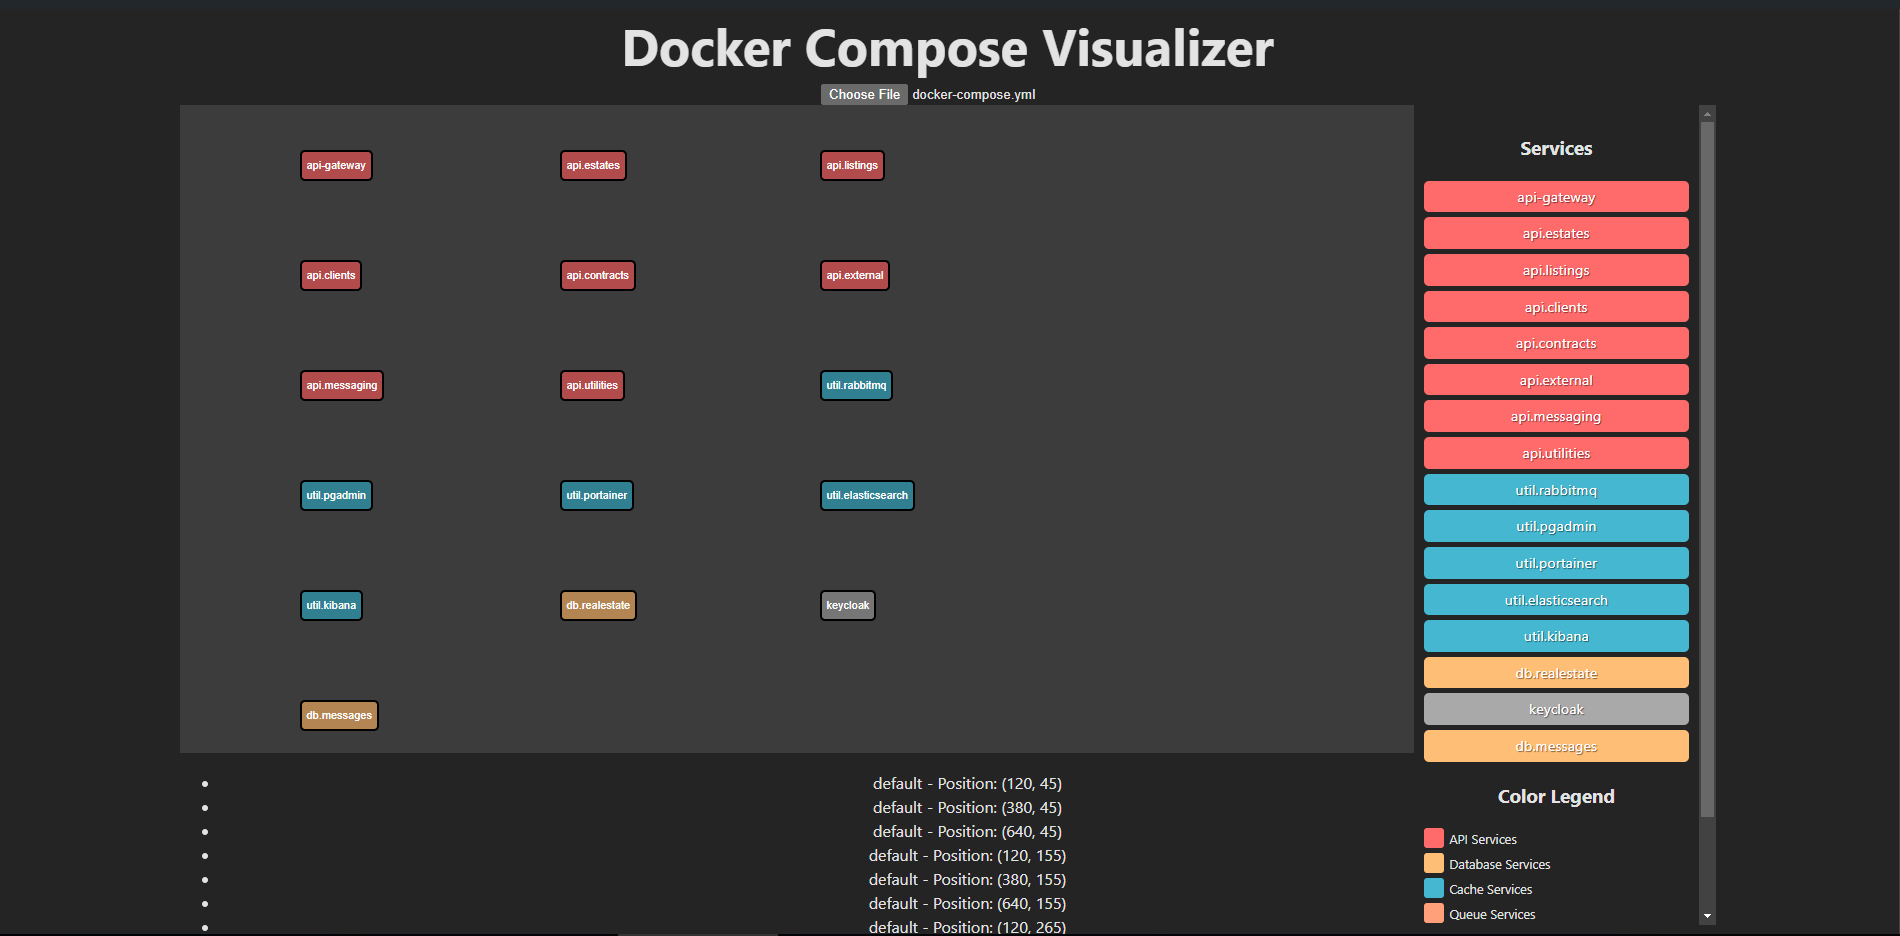 Docker Compose Visualizer
Choose File docker-compose.yml
api-gateway
api.estates
api.listings
api.clients
api.contracts
api.external
api.messaging
api.utilities
util.rabbitmq
util.pgadmin
util.portainer
util.elasticsearch
util.kibana
db.realestate
keycloak
db.messages
default - Position: (120, 45)
default - Position: (380, 45)
default - Position: (640, 45)
default - Position: (120, 155)
default - Position: (380, 155)
default - Position: (640, 155)
default - Position: (120, 265)
Services
api-gateway
api.estates
api.listings
api.clients
api.contracts
api.external
api.messaging
api.utilities
util.rabbitmq
util.pgadmin
util.portainer
util.elasticsearch
util.kibana
db.realestate
keycloak
db.messages
Color Legend
API Services
Database Services
Cache Services
Queue Services